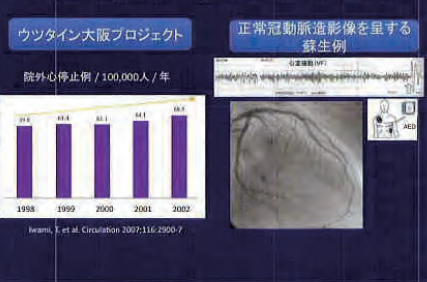 ウツタイン大阪プロジェクト
院外心停止例 / 100,000人 / 年
64.1
1998
1999
2000
2001
2002
Iwami, T. et al. Circulation 2007;116:2900-7
正常冠動脈造影像を呈する
蘇生例
心室細動(VF)
AED